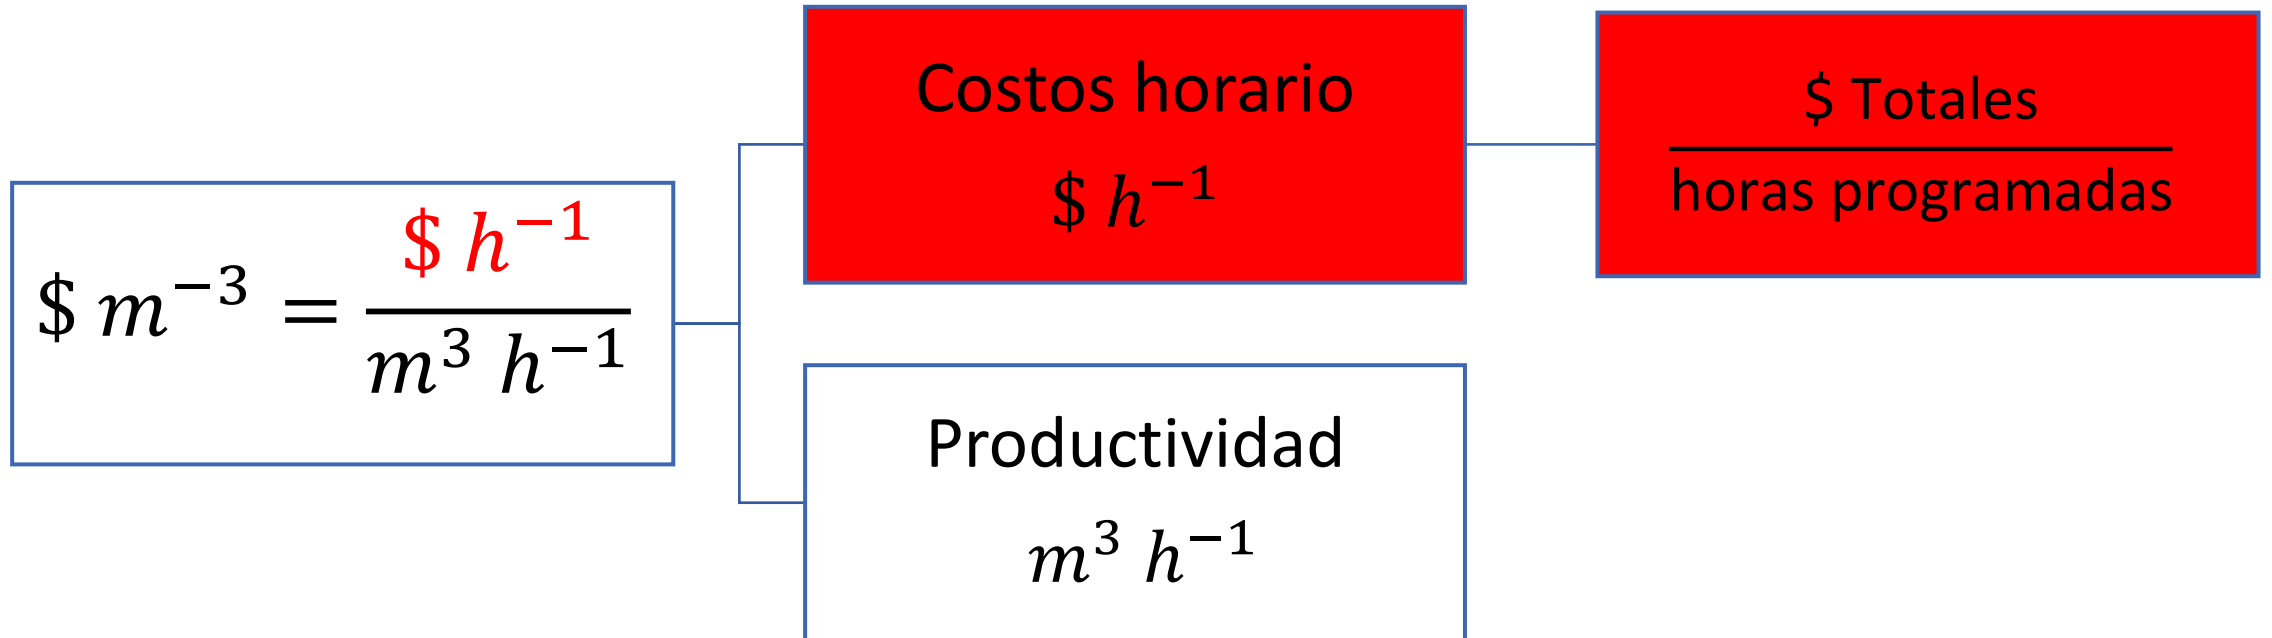 $ m⁻³ = $ h⁻¹ / m³ h⁻¹
Costos horario
$ h⁻¹
$ Totales
horas programadas
Productividad
m³ h⁻¹